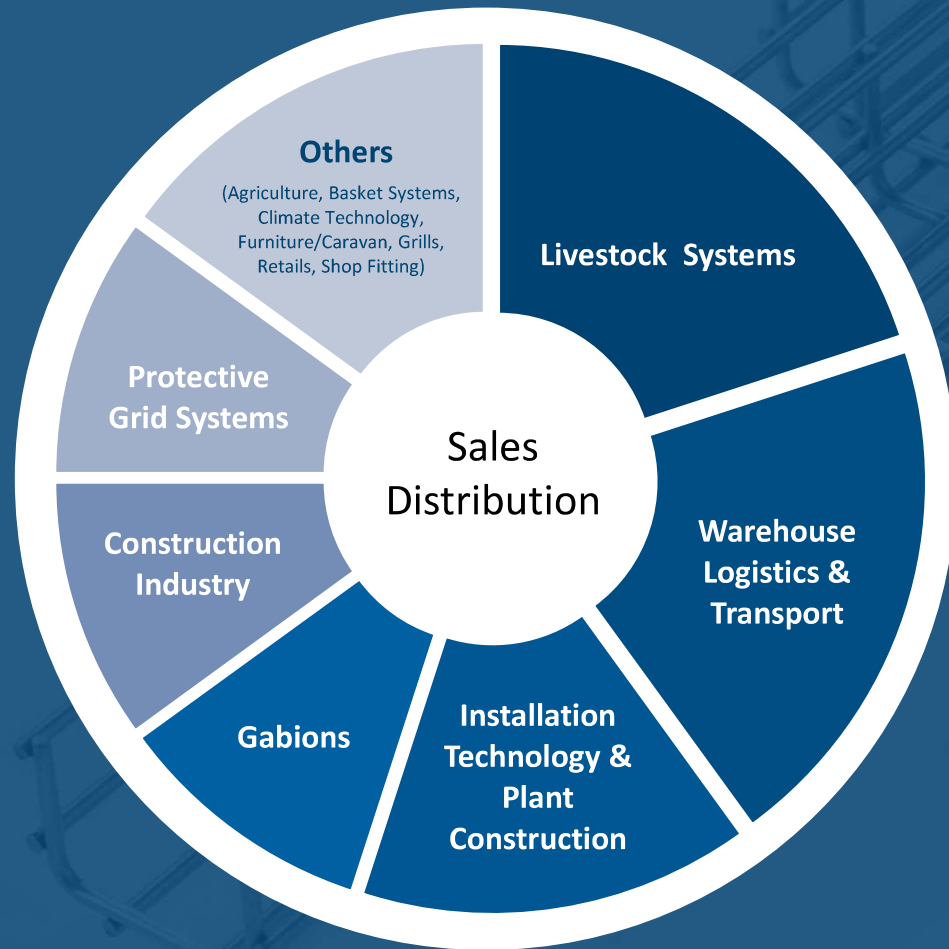 Others
(Agriculture, Basket Systems,
Climate Technology,
Furniture/Caravan, Grills,
Retails, Shop Fitting)
Livestock  Systems
Protective
Grid Systems
Sales
Distribution
Warehouse
Logistics &
Transport
Construction
Industry
Installation
Technology &
Plant
Construction
Gabions